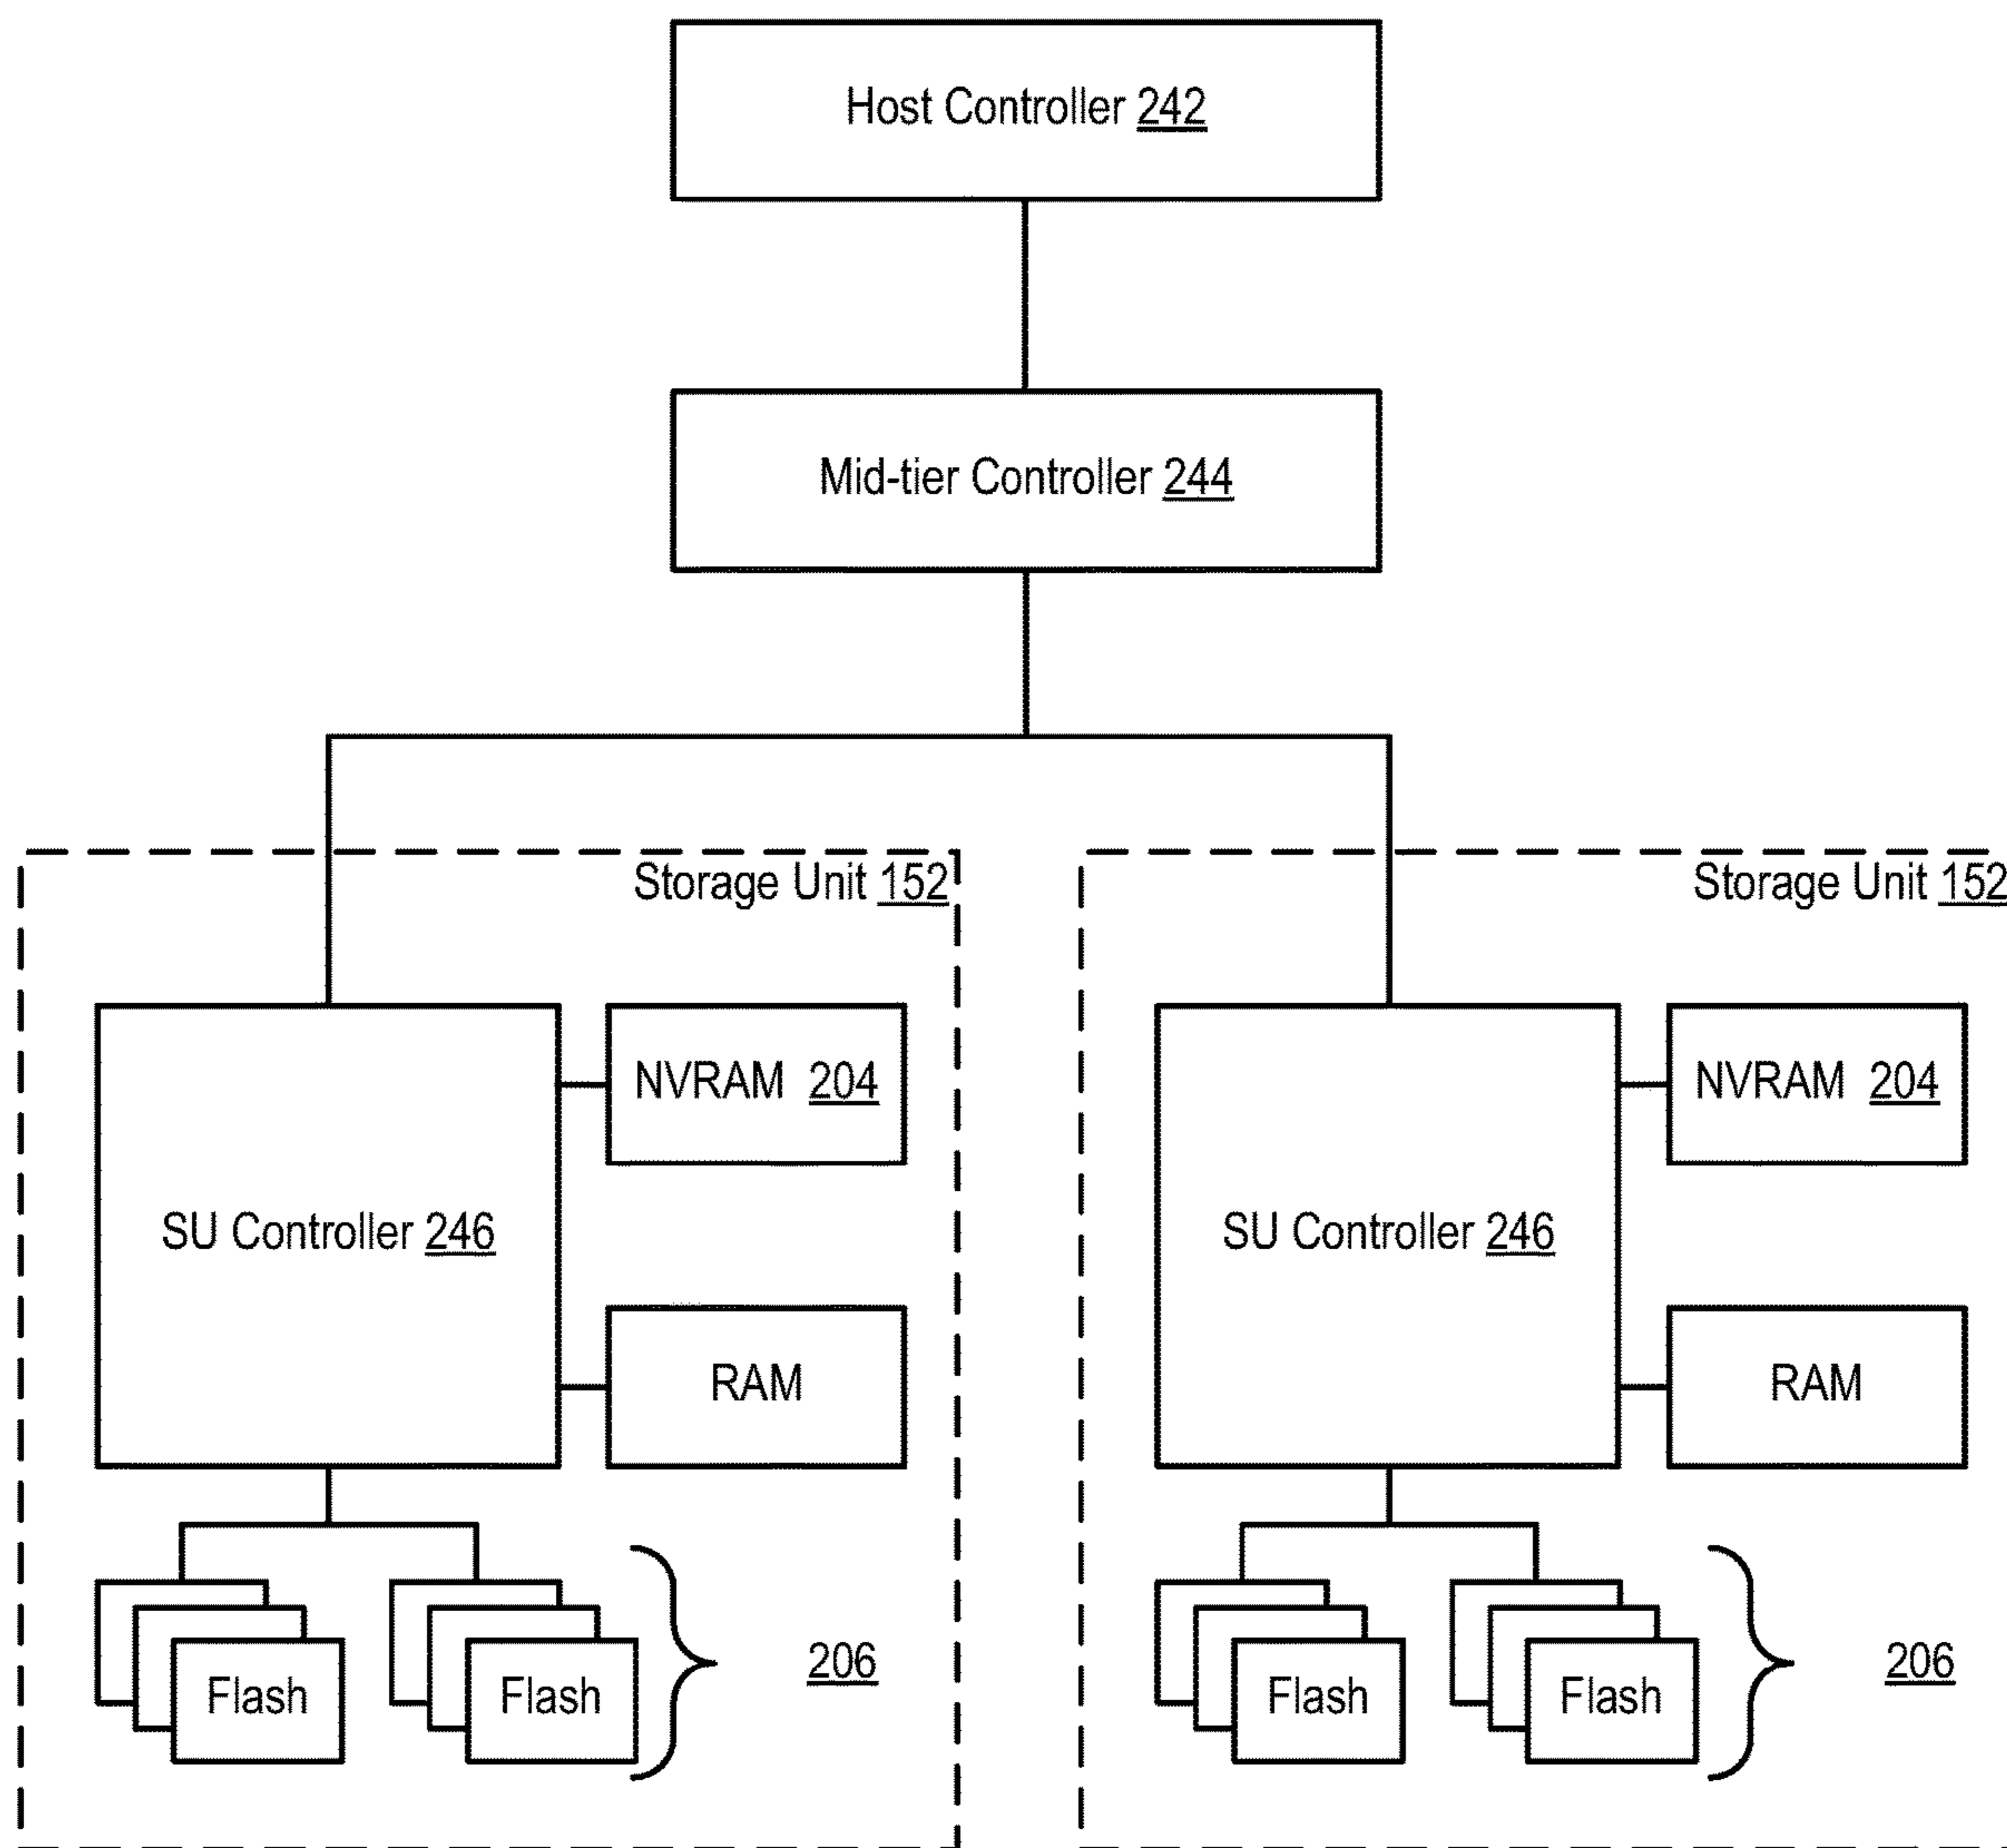 Host Controller 242
Mid-tier Controller 244
Storage Unit 152
Storage Unit 152
NVRAM 204
NVRAM 204
SU Controller 246
SU Controller 246
RAM
RAM
206
206
Flash
Flash
Flash
Flash